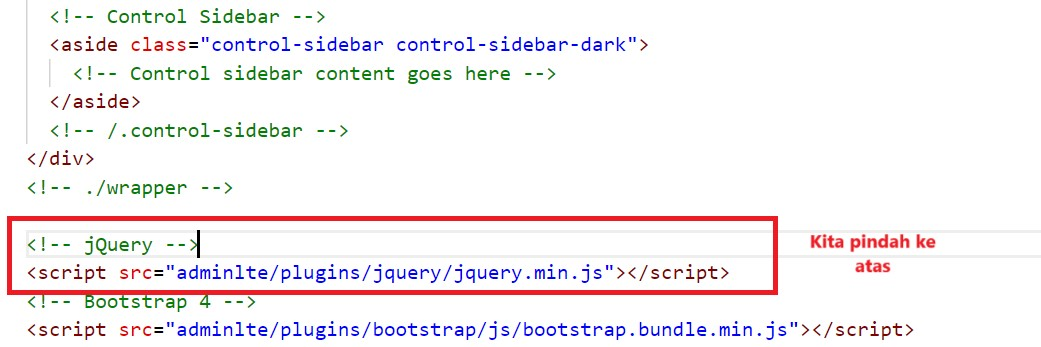 <!-- Control Sidebar -->
<aside class="control-sidebar control-sidebar-dark">
<!-- Control sidebar content goes here -->
</aside>
<!-- /.control-sidebar -->
</div>
<!-- ./wrapper -->
<!-- jQuery -->
<script src="adminlte/plugins/jquery/jquery.min.js"></script>
Kita pindah ke
atas
<!-- Bootstrap 4 -->
<script src="adminlte/plugins/bootstrap/js/bootstrap.bundle.min.js"></script>